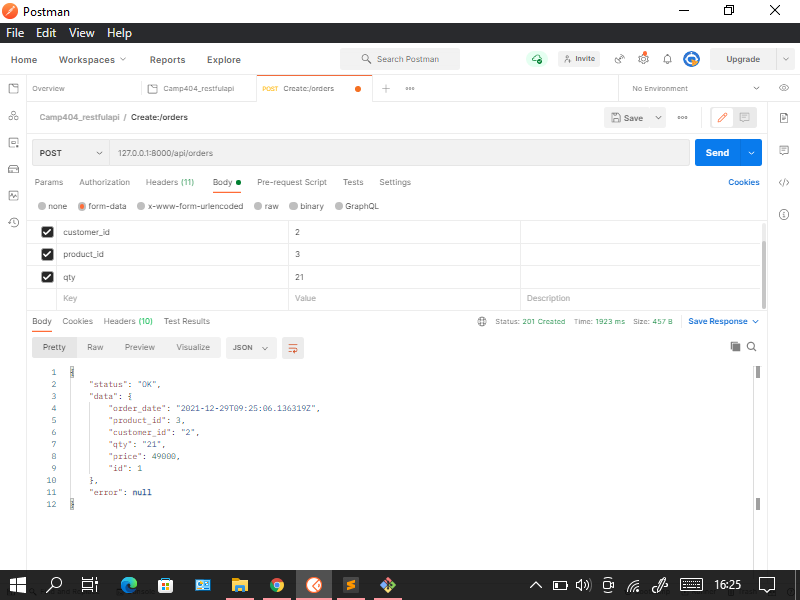 Postman
File Edit View Help
Home Workspaces Reports Explore Search Postman Invite Upgrade
Overview Camp404_restfulapi POST Create:/orders No Environment
Camp404_restfulapi / Create:/orders Save
POST 127.0.0.1:8000/api/orders Send
Params Authorization Headers (11) Body Pre-request Script Tests Settings Cookies
none form-data x-www-form-urlencoded raw binary GraphQL
customer_id 2
product_id 3
qty 21
Key Value Description
Body Cookies Headers (10) Test Results Status: 201 Created Time: 1923 ms Size: 457 B Save Response
Pretty Raw Preview Visualize JSON
1 {
2 "status": "OK",
3 "data": {
4 "order_date": "2021-12-29T09:25:06.136319Z",
5 "product_id": 3,
6 "customer_id": "2",
7 "qty": "21",
8 "price": 49000,
9 "id": 1
10 },
11 "error": null
12 }
16:25